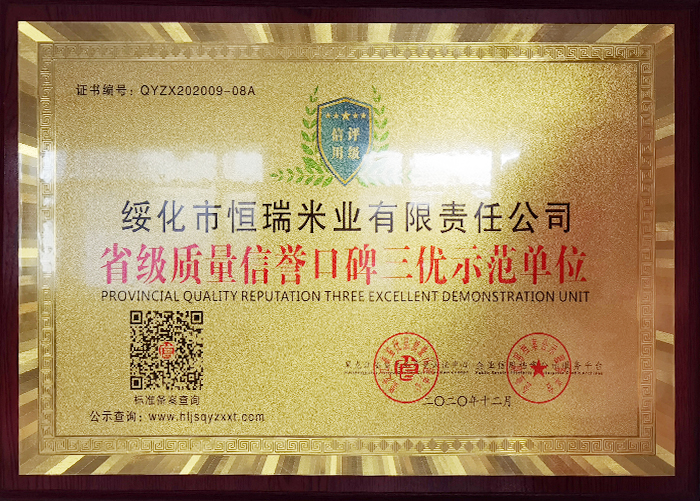 证书编号：QYZX202009-08A
信用评级
绥化市恒瑞米业有限责任公司
省级质量信誉口碑三优示范单位
PROVINCIAL QUALITY REPUTATION THREE EXCELLENT DEMONSTRATION UNIT
标准备案查询
公示查询：www.hljsqyzxxt.com
二〇二〇年十二月